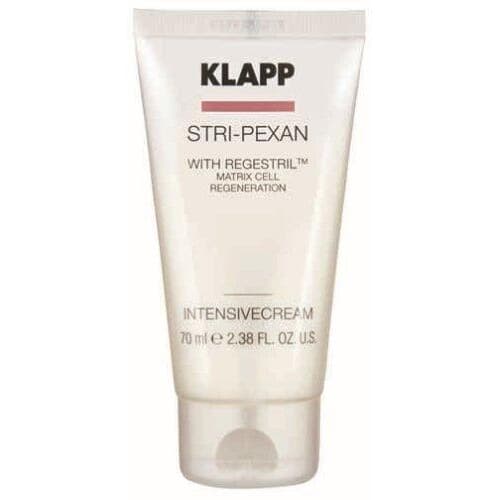 KLAPP
STRI-PEXAN
WITH REGESTRIL™
MATRIX CELL
REGENERATION
INTENSIVECREAM
70 ml e 2.38 FL. OZ. U.S.